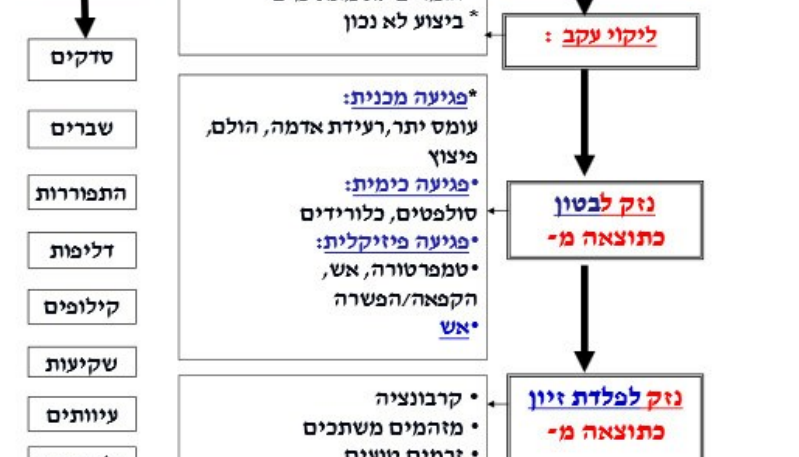 * ביצוע לא נכון
ליקוי עקב :
*פגיעה מכנית:
עומס יתר,רעידת אדמה, הולם,
פיצוץ
•פגיעה כימית:
סולפטים, כלורידים
•פגיעה פיזיקלית:
•טמפרטורה, אש,
הקפאה/הפשרה
•אש
נזק לבטון
כתוצאה מ-
• קרבונציה
• מזהמים משתכים
נזק לפלדת זיון
כתוצאה מ-
סדקים
שברים
התפוררות
דליפות
קילופים
שקיעות
עיוותים